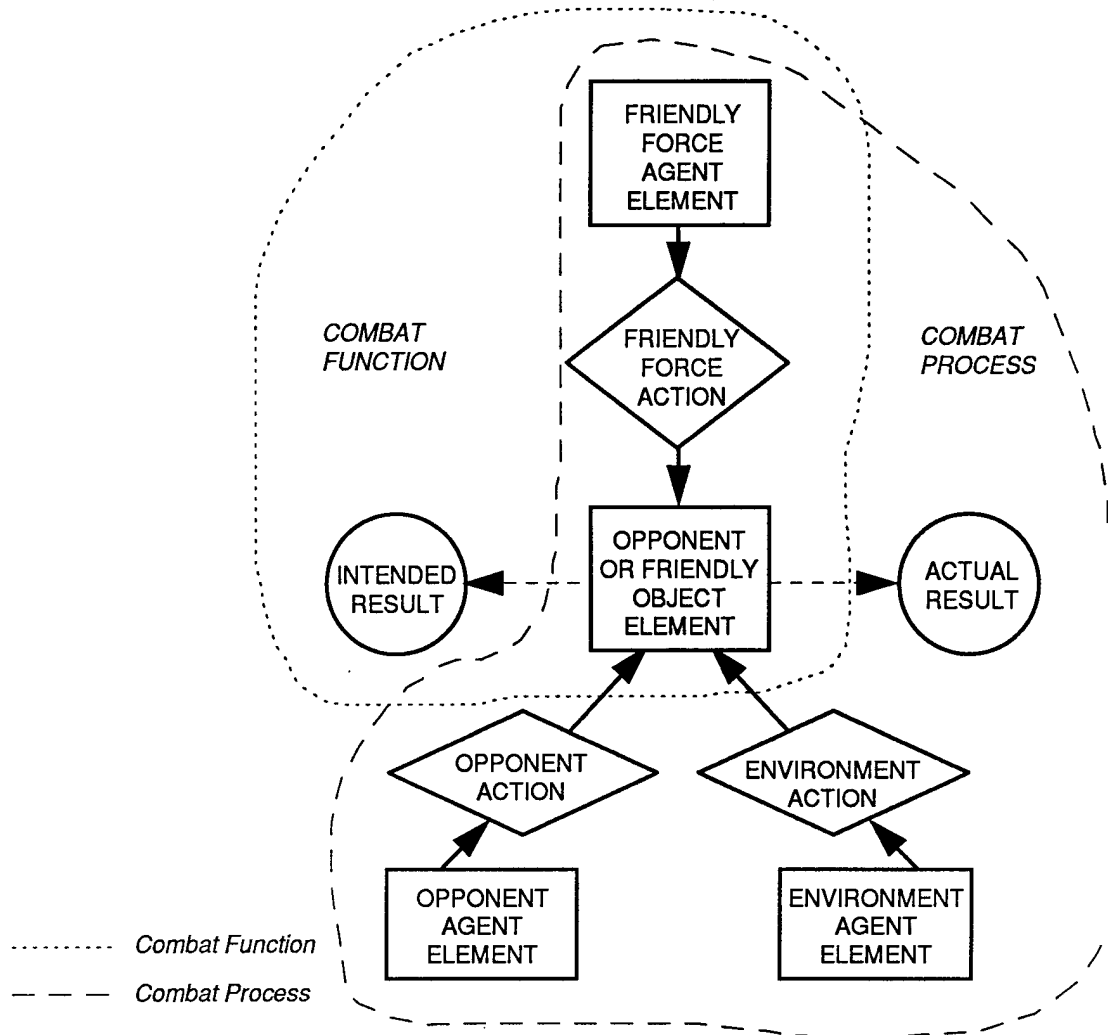 FRIENDLY
FORCE
AGENT
ELEMENT
COMBAT
FUNCTION
FRIENDLY
FORCE
ACTION
COMBAT
PROCESS
INTENDED
RESULT
OPPONENT
OR FRIENDLY
OBJECT
ELEMENT
ACTUAL
RESULT
OPPONENT
ACTION
ENVIRONMENT
ACTION
OPPONENT
AGENT
ELEMENT
ENVIRONMENT
AGENT
ELEMENT
Combat Function
Combat Process